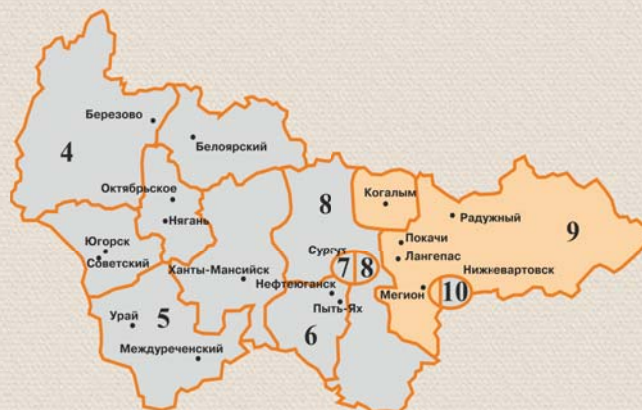 Березово
4
Белоярский
Октябрьское
8
Когалым
Нягань
Радужный
9
Югорск
Покачи
Советский
Сургут
7 8
Лангепас
Ханты-Мансийск
Нижневартовск
Нефтеюганск
Мегион
10
Пыть-Ях
Урай
5
6
Междуреченский